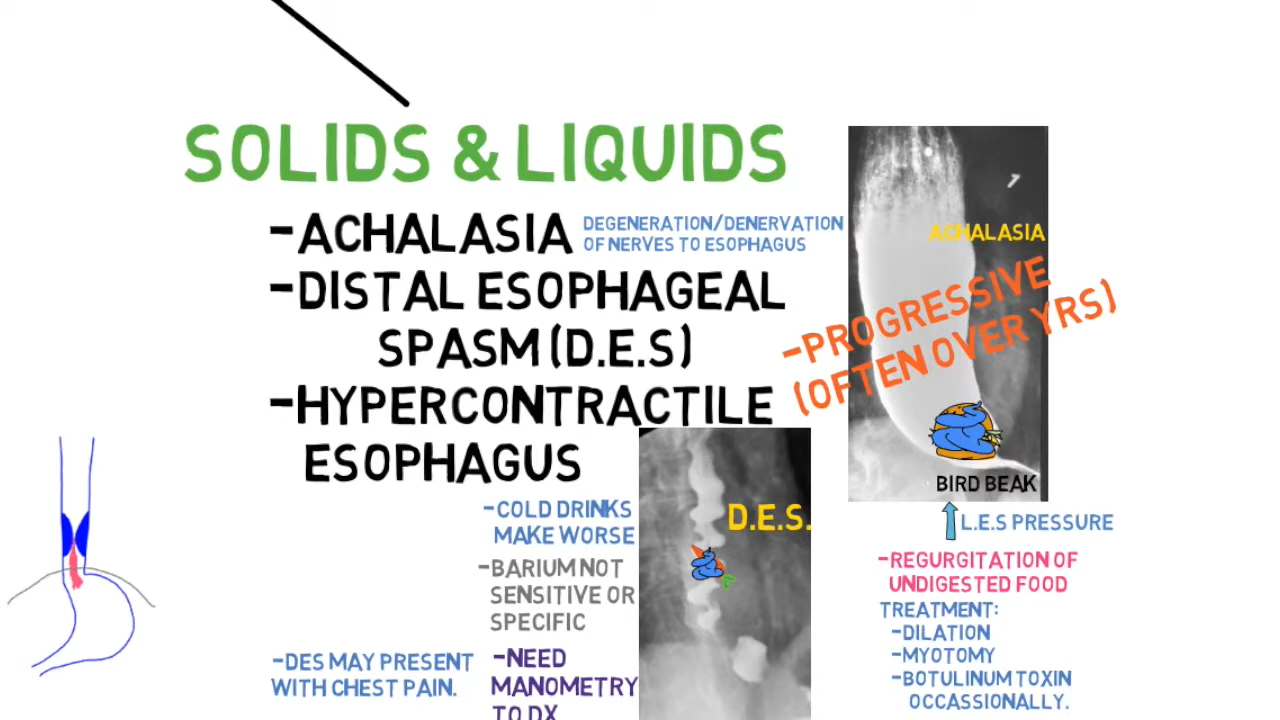 SOLIDS & LIQUIDS
-ACHALASIA
DEGENERATION/DENERVATION
OF NERVES TO ESOPHAGUS
-DISTAL ESOPHAGEAL
SPASM (D.E.S)
-HYPERCONTRACTILE
ESOPHAGUS
ACHALASIA
-PROGRESSIVE
(OFTEN OVER YRS)
BIRD BEAK
L.E.S PRESSURE
-REGURGITATION OF
UNDIGESTED FOOD
TREATMENT:
-DILATION
-MYOTOMY
-BOTULINUM TOXIN
OCCASSIONALLY.
D.E.S.
-COLD DRINKS
MAKE WORSE
-BARIUM NOT
SENSITIVE OR
SPECIFIC
-NEED
MANOMETRY
TO DX
-DES MAY PRESENT
WITH CHEST PAIN.